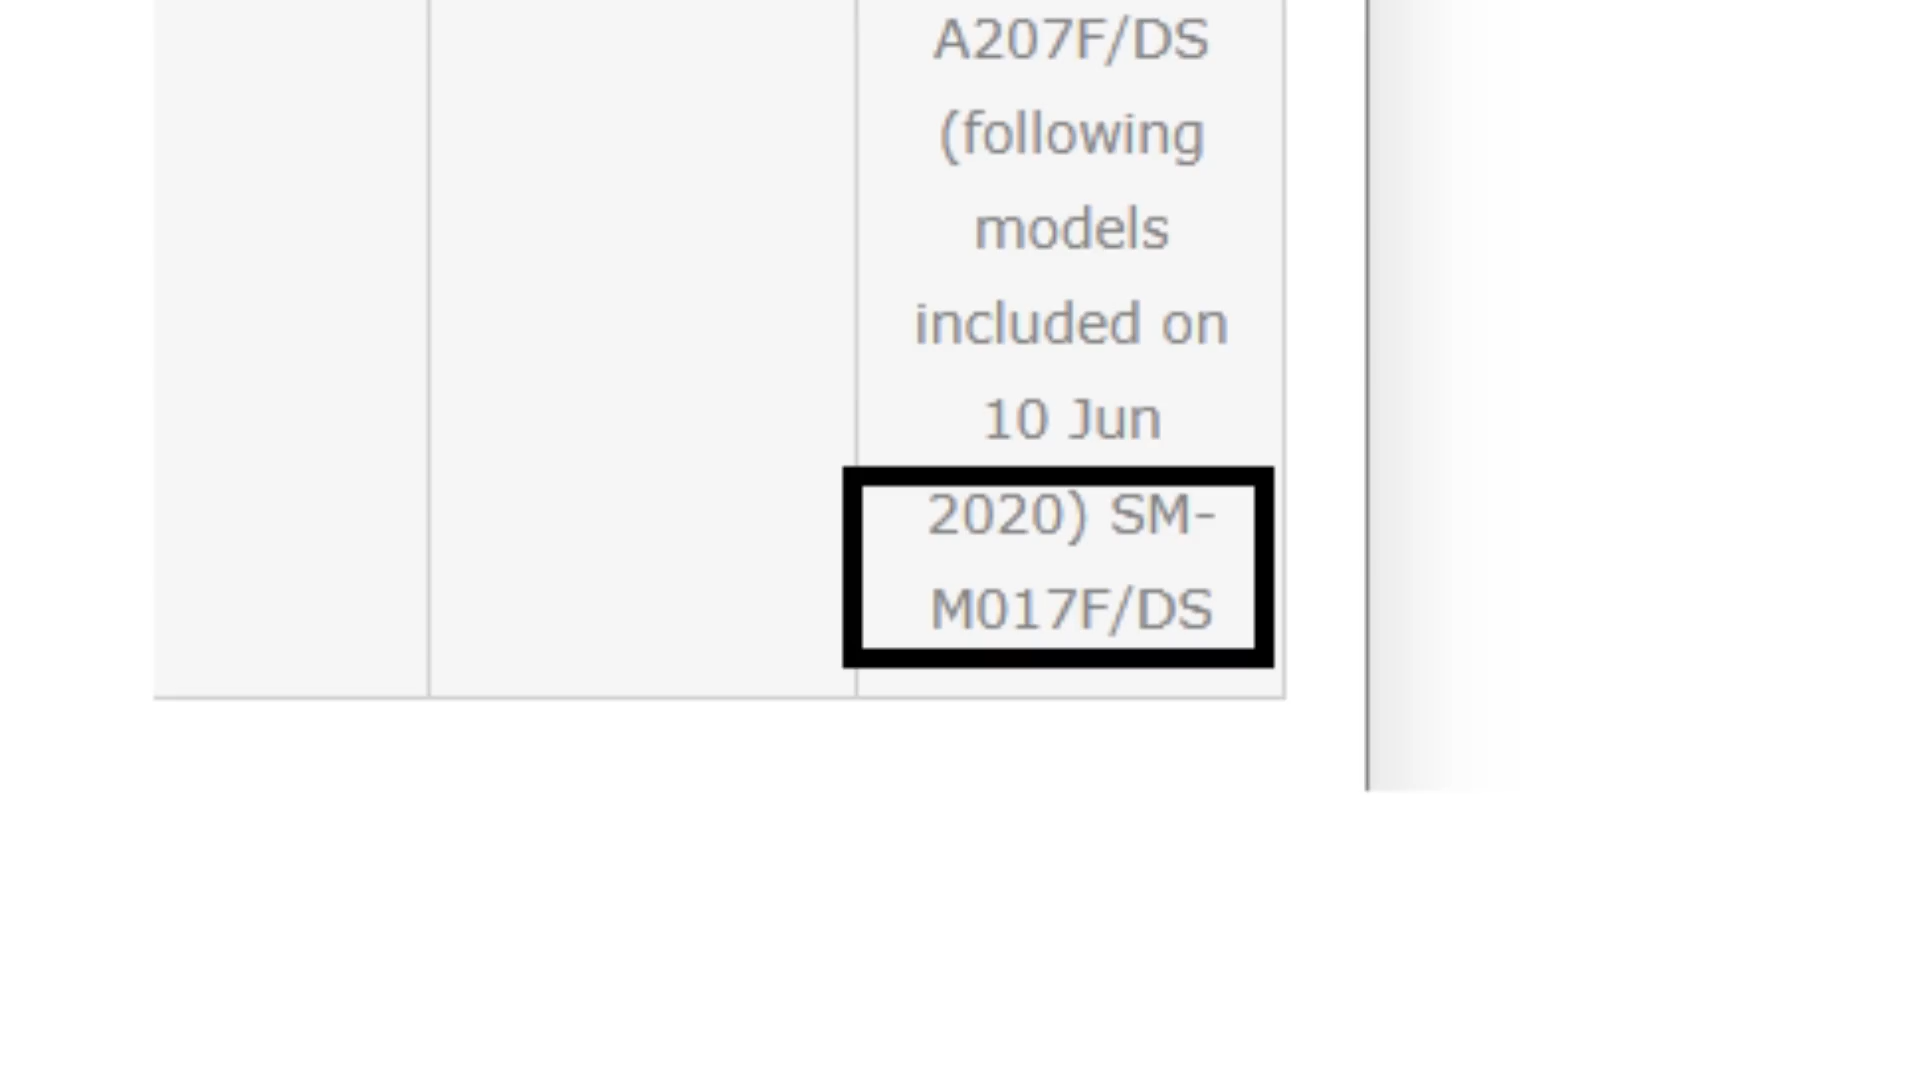 A207F/DS
(following
models
included on
10 Jun
2020) SM-
M017F/DS